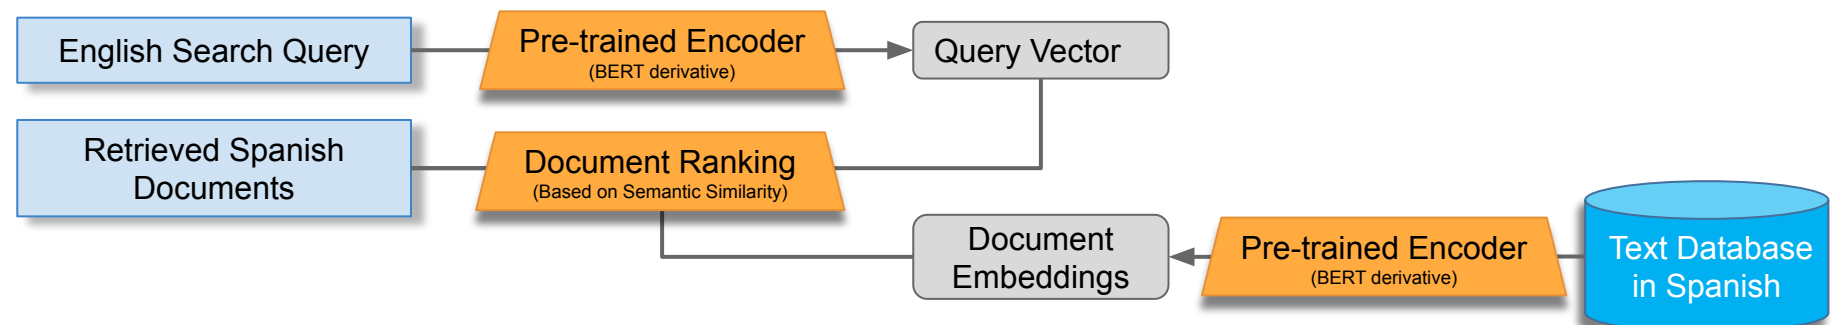 English Search Query
Pre-trained Encoder
(BERT derivative)
Query Vector
Retrieved Spanish
Documents
Document Ranking
(Based on Semantic Similarity)
Document
Embeddings
Pre-trained Encoder
(BERT derivative)
Text Database
in Spanish